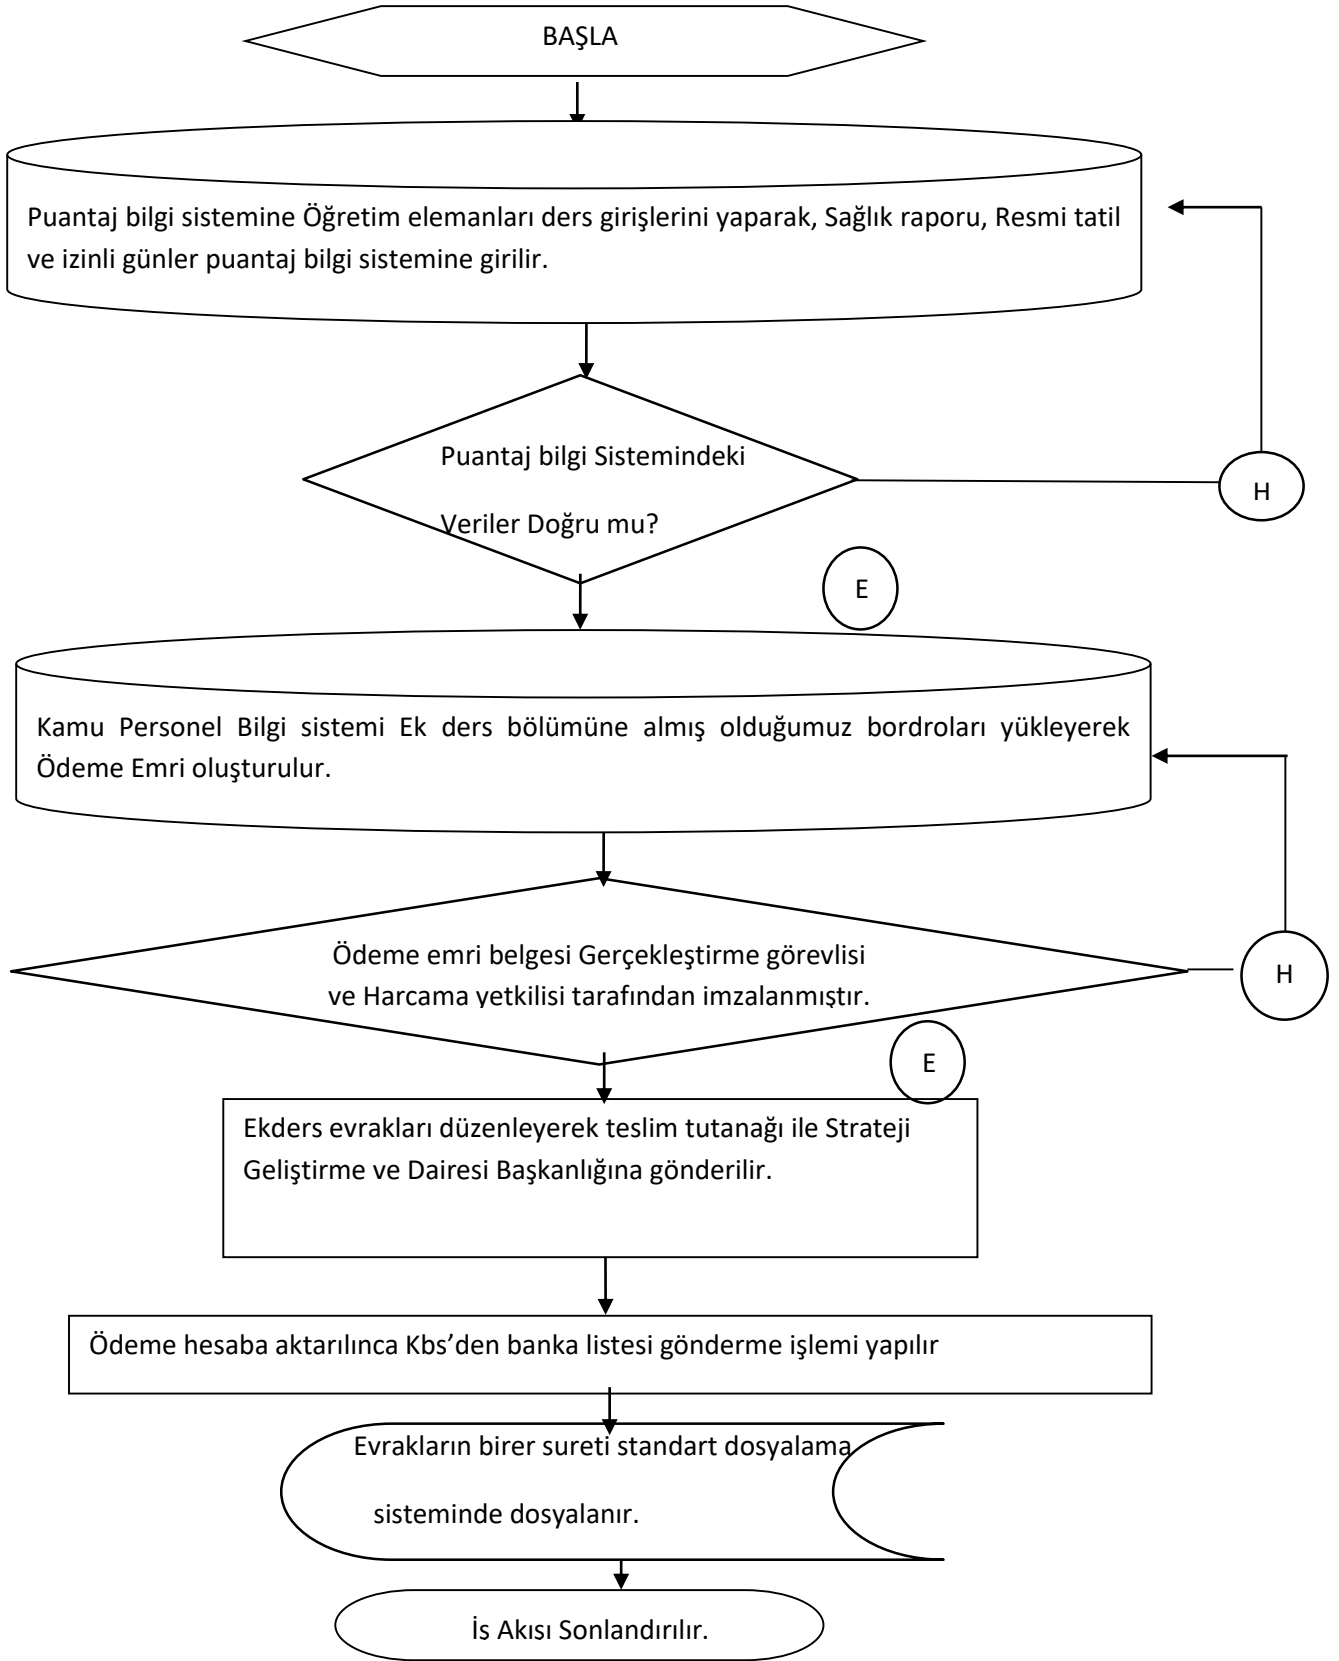 BAŞLA
Puantaj bilgi sistemine Öğretim elemanları ders girişlerini yaparak, Sağlık raporu, Resmi tatil
ve izinli günler puantaj bilgi sistemine girilir.
Puantaj bilgi Sistemindeki
Veriler Doğru mu?
H
E
Kamu Personel Bilgi sistemi Ek ders bölümüne almış olduğumuz bordroları yükleyerek
Ödeme Emri oluşturulur.
Ödeme emri belgesi Gerçekleştirme görevlisi
ve Harcama yetkilisi tarafından imzalanmıştır.
H
E
Ekders evrakları düzenleyerek teslim tutanağı ile Strateji
Geliştirme ve Dairesi Başkanlığına gönderilir.
Ödeme hesaba aktarılınca Kbs’den banka listesi gönderme işlemi yapılır
Evrakların birer sureti standart dosyalama
sisteminde dosyalanır.
İş Akışı Sonlandırılır.